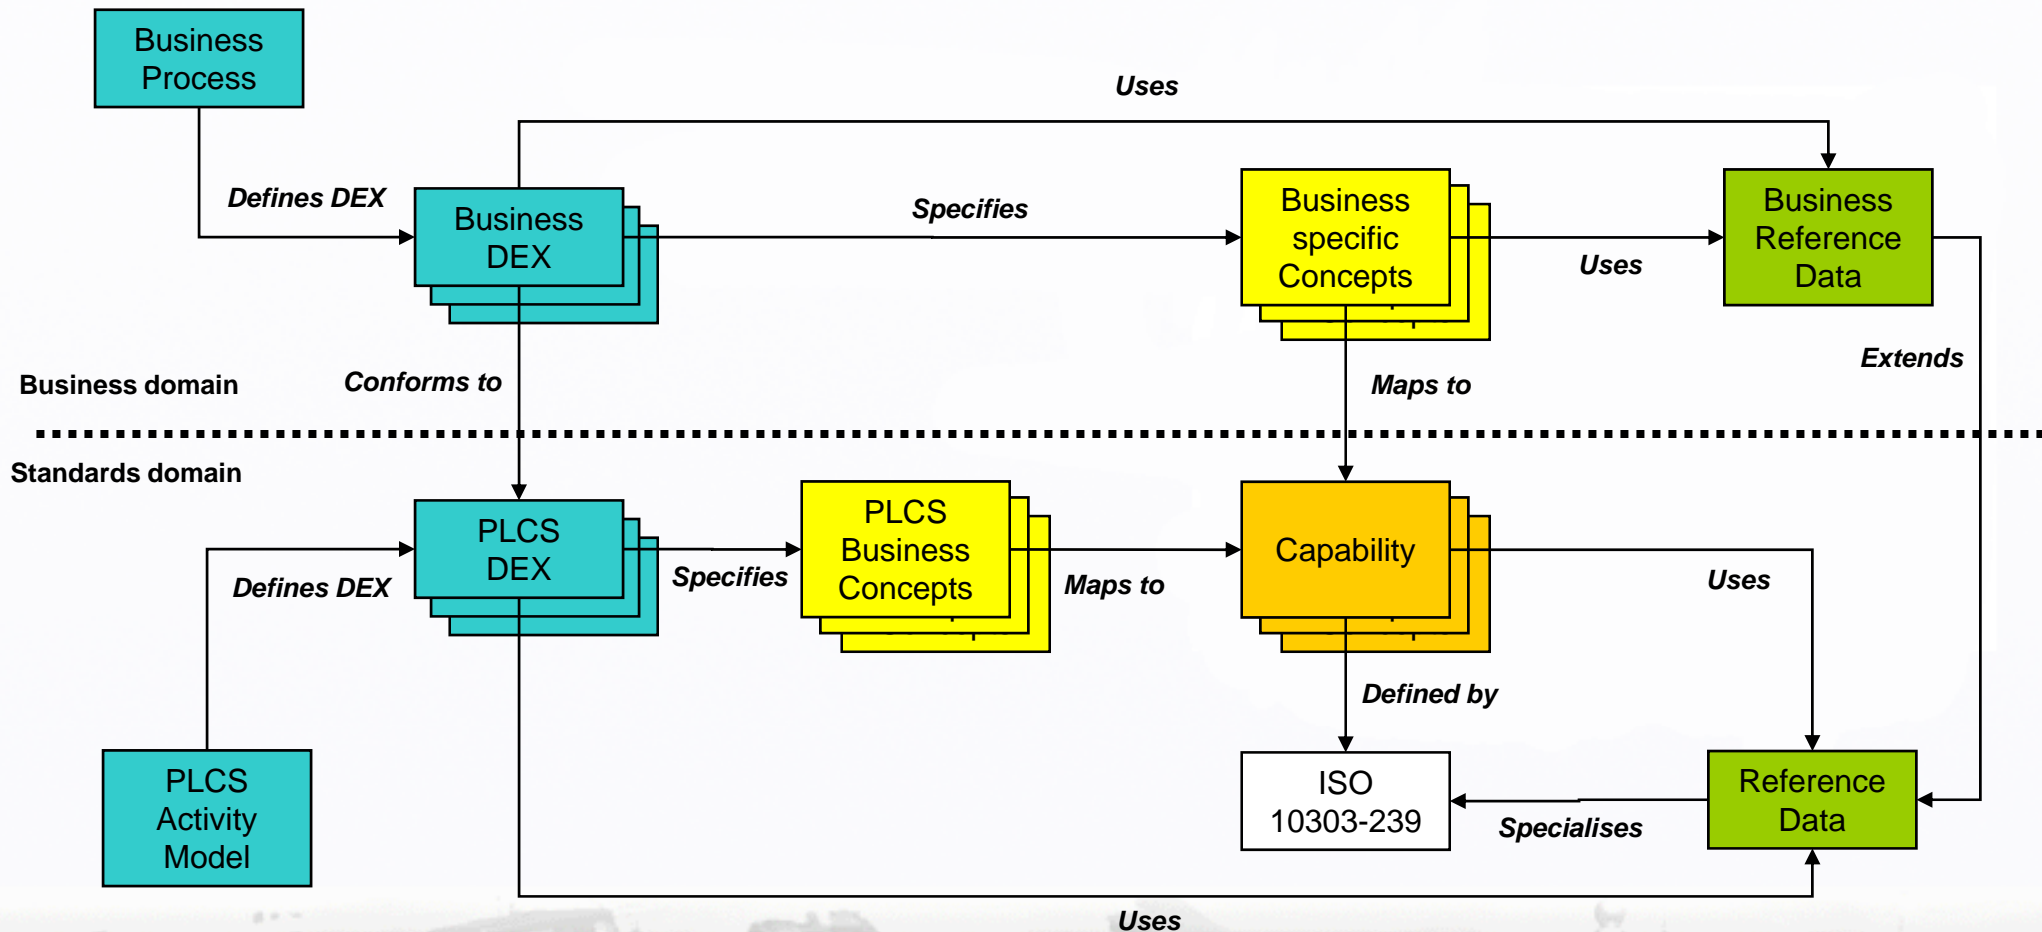 Business
Process
Uses
Defines DEX
Business
DEX
Specifies
Business
specific
Concepts
Uses
Business
Reference
Data
Business domain
Conforms to
Maps to
Extends
Standards domain
PLCS
DEX
Defines DEX
Specifies
PLCS
Business
Concepts
Maps to
Capability
Uses
Defined by
PLCS
Activity
Model
ISO
10303-239
Specialises
Reference
Data
Uses